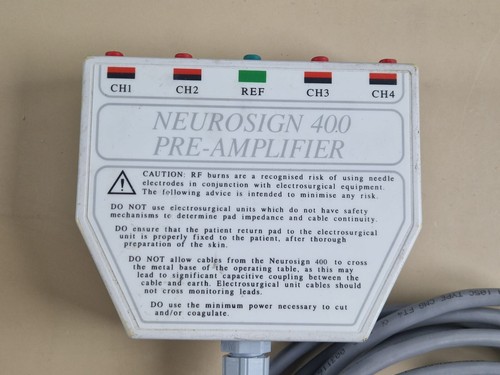 CH1 CH2 REF CH3 CH4
NEUROSIGN 400
PRE-AMPLIFIER
CAUTION: RF burns are a recognised risk of using needle
electrodes in conjunction with electrosurgical equipment.
The following advice is intended to minimise any risk.
DO NOT use electrosurgical units which do not have safety
mechanisms to determine pad impedance and cable continuity.
DO ensure that the patient return pad to the electrosurgical
unit is properly fixed to the patient, after thorough
preparation of the skin.
DO NOT allow cables from the Neurosign 400 to cross
the metal base of the operating table, as this may
lead to significant capacitive coupling between the
cable and earth. Electrosurgical unit cables should
not cross monitoring leads.
DO use the minimum power necessary to cut
and/or coagulate.